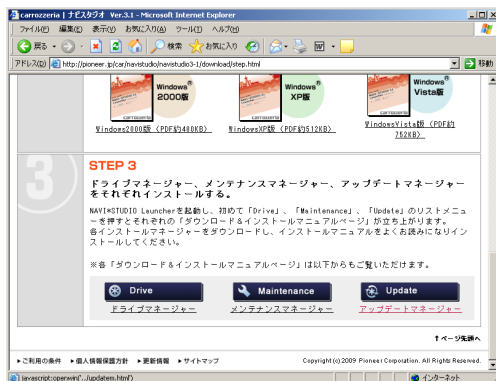 carrozzeria | ナビスタジオ Ver.3.1 - Microsoft Internet Explorer
ファイル(F) 編集(E) 表示(V) お気に入り(A) ツール(T) ヘルプ(H)
戻る 検索 お気に入り
アドレス(D) http://pioneer.jp/car/navistudio/navistudio3-1/download/step.html 移動
Windows® 2000版
Windows® XP版
Windows® Vista版
carrozzeria carrozzeria carrozzeria
Windows2000版 (PDF約480KB)
WindowsXP版 (PDF約512KB)
WindowsVista版 (PDF約
752KB)
3
STEP 3
ドライブマネージャー、メンテナンスマネージャー、アップデートマネージャー
をそれぞれインストールする。
NAVI*STUDIO Launcherを起動し、初めて「Drive」、「Maintenance」、「Update」のリストメニュ
ーを押すとそれぞれの「ダウンロード&インストールマニュアルページ」が立ち上がります。
各インストールマネージャーをダウンロードし、インストールマニュアルをよくお読みになりイン
ストールしてください。
※各「ダウンロード&インストールマニュアルページ」は以下からもご覧いただけます。
Drive Maintenance Update
ドライブマネージャー メンテナンスマネージャー アップデートマネージャー
↑ページ先頭へ
▶ご利用の条件 ▶個人情報保護方針 ▶更新情報 ▶サイトマップ Copyright (c)2009 Pioneer Corporation. All Rights Reserved.
javascript:openwin('../updatem.html') インターネット